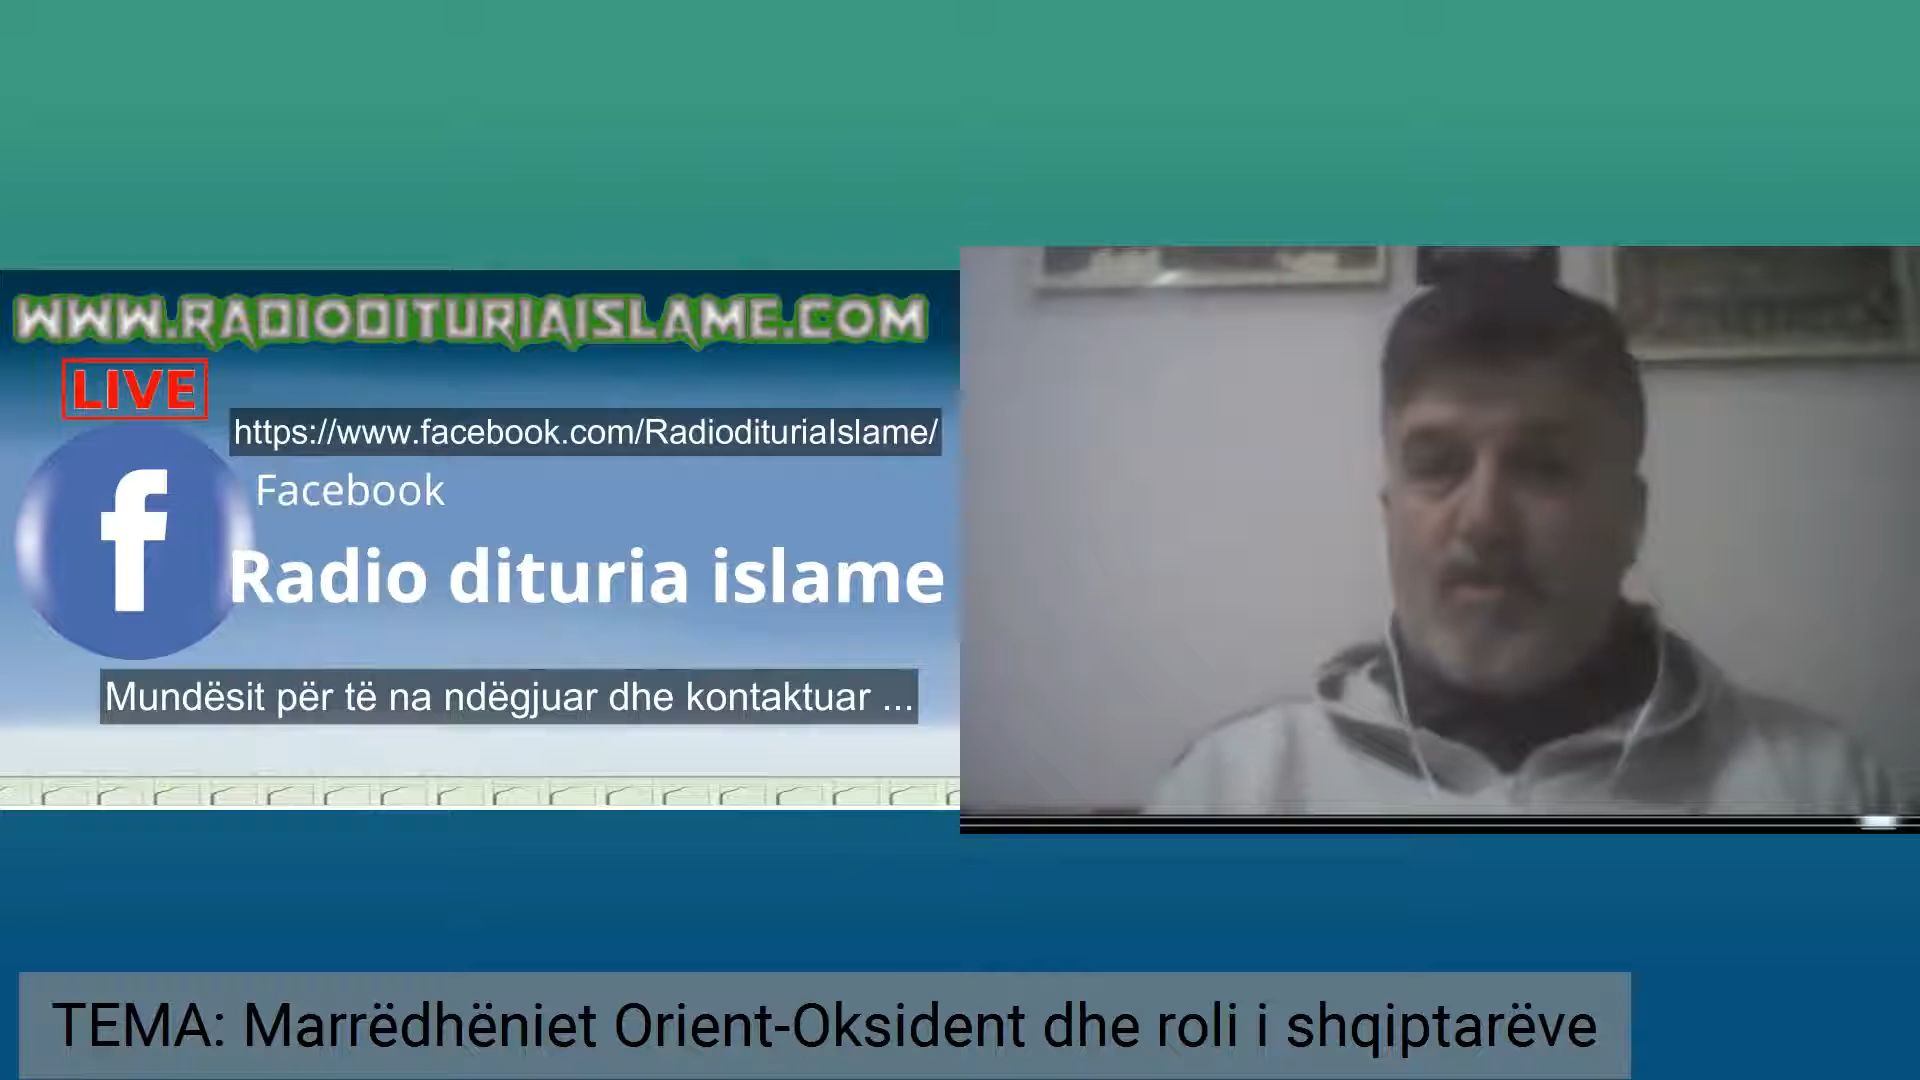 WWW.RADIODITURIAISLAME.COM
LIVE
https://www.facebook.com/RadiodituriaIslame/
f
Facebook
Radio dituria islame
Mundësit për të na ndëgjuar dhe kontaktuar ...
TEMA: Marrëdhëniet Orient-Oksident dhe roli i shqiptarëve